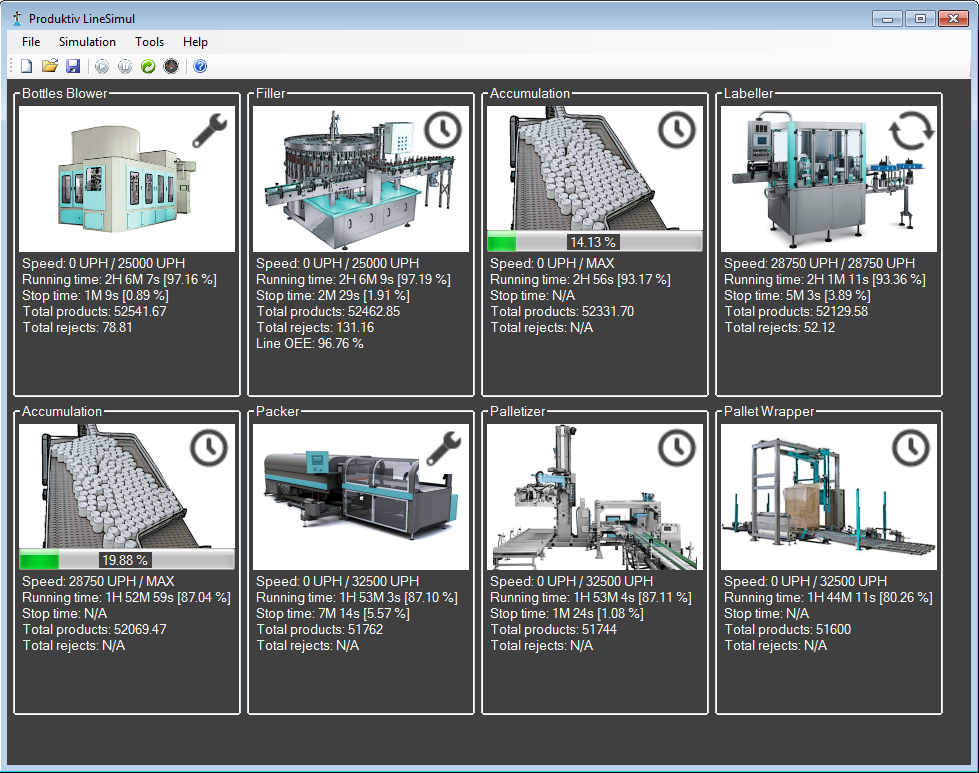 Produktiv LineSimul
File Simulation Tools Help
Bottles Blower
Speed: 0 UPH / 25000 UPH
Running time: 2H 6M 7s [97.16 %]
Stop time: 1M 9s [0.89 %]
Total products: 52541.67
Total rejects: 78.81
Filler
Speed: 0 UPH / 25000 UPH
Running time: 2H 6M 9s [97.19 %]
Stop time: 2M 29s [1.91 %]
Total products: 52462.85
Total rejects: 131.16
Line OEE: 96.76 %
Accumulation
14.13 %
Speed: 0 UPH / MAX
Running time: 2H 56s [93.17 %]
Stop time: N/A
Total products: 52331.70
Total rejects: N/A
Labeller
Speed: 28750 UPH / 28750 UPH
Running time: 2H 1M 11s [93.36 %]
Stop time: 5M 3s [3.89 %]
Total products: 52129.58
Total rejects: 52.12
Accumulation
19.88 %
Speed: 28750 UPH / MAX
Running time: 1H 52M 59s [87.04 %]
Stop time: N/A
Total products: 52069.47
Total rejects: N/A
Packer
Speed: 0 UPH / 32500 UPH
Running time: 1H 53M 3s [87.10 %]
Stop time: 7M 14s [5.57 %]
Total products: 51762
Total rejects: N/A
Palletizer
Speed: 0 UPH / 32500 UPH
Running time: 1H 53M 4s [87.11 %]
Stop time: 1M 24s [1.08 %]
Total products: 51744
Total rejects: N/A
Pallet Wrapper
Speed: 0 UPH / 32500 UPH
Running time: 1H 44M 11s [80.26 %]
Stop time: N/A
Total products: 51600
Total rejects: N/A